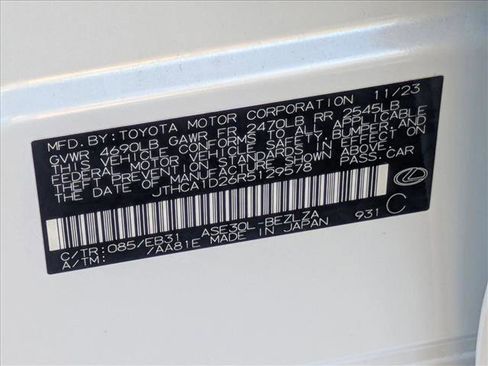 MFD. BY: TOYOTA MOTOR CORPORATION 11/23
GVWR 4690LB GAWR FR 2470LB RR 2545LB
THIS VEHICLE CONFORMS TO ALL APPLICABLE
FEDERAL MOTOR VEHICLE SAFETY, BUMPER, AND
THEFT PREVENTION STANDARDS IN EFFECT ON
THE DATE OF MANUFACTURE SHOWN ABOVE.
JTHCA1D26R5129578 PASS. CAR
C/TR: 085/EB31 ASE30L-BEZLZA 931 C
A/TM: /AA81E MADE IN JAPAN